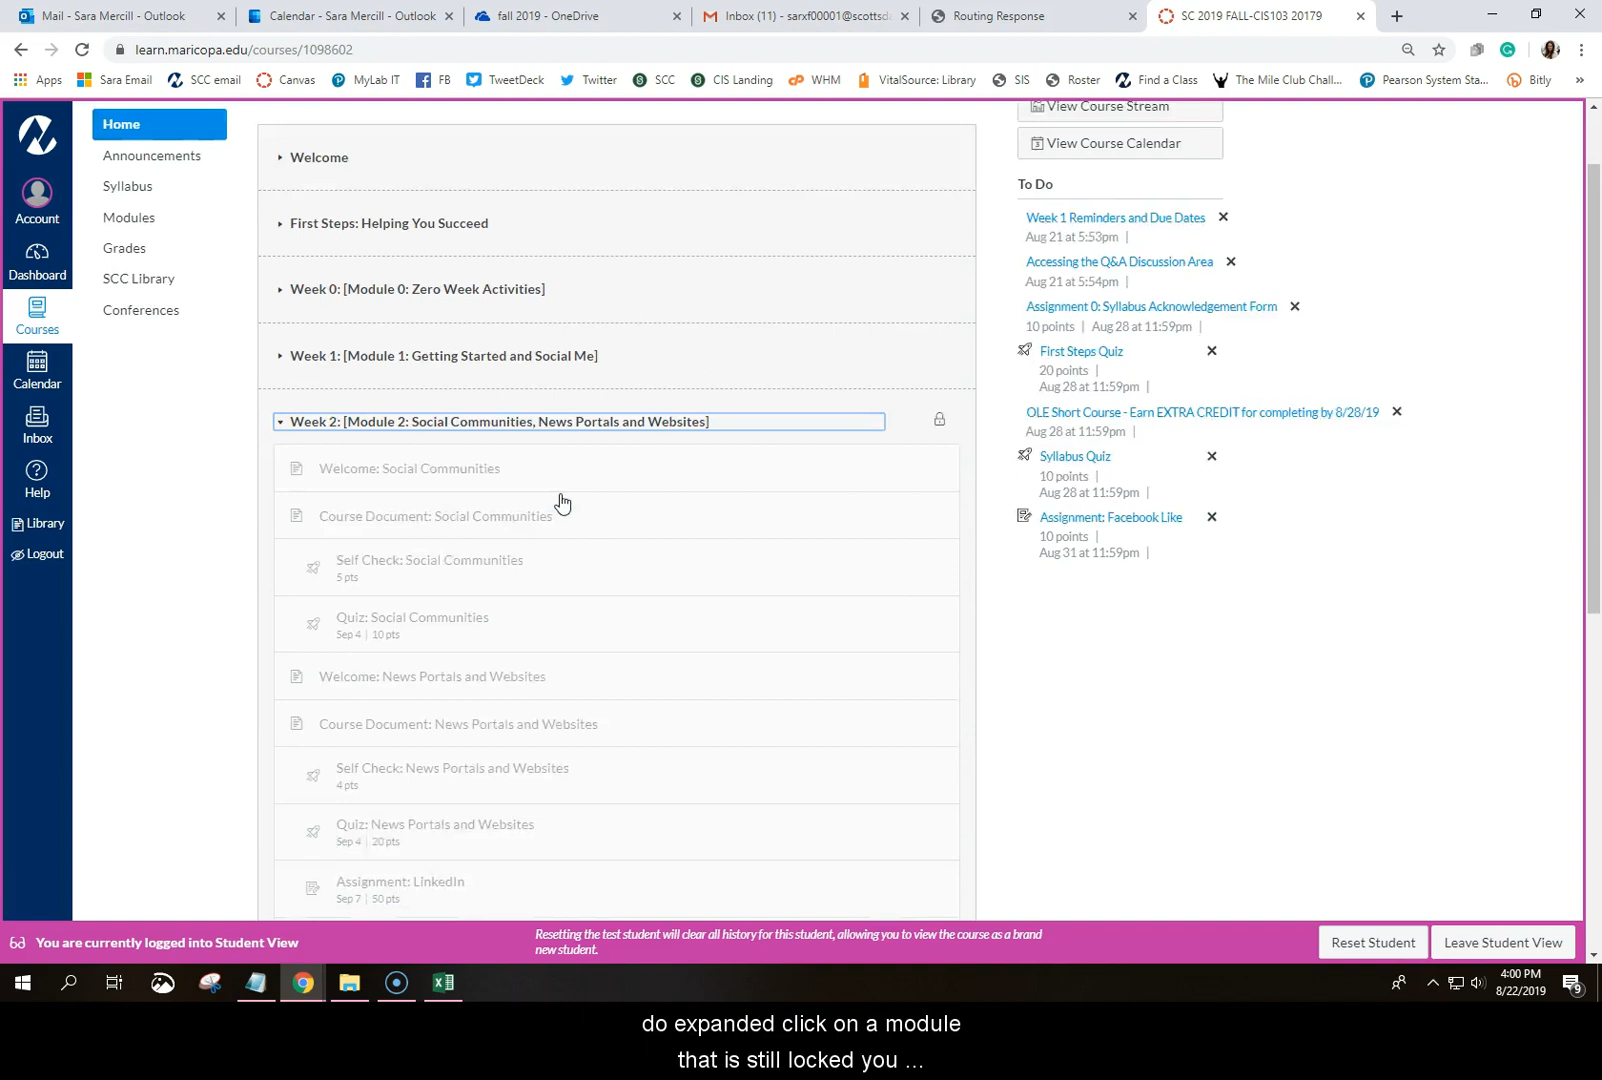 Mail - Sara Mercill - Outlook
Calendar - Sara Mercill - Outlook
fall 2019 - OneDrive
Inbox (11) - sarxf00001@scottsd
Routing Response
SC 2019 FALL-CIS103 20179
learn.maricopa.edu/courses/1098602
Apps
Sara Email
SCC email
Canvas
MyLab IT
FB
TweetDeck
Twitter
SCC
CIS Landing
WHM
VitalSource: Library
SIS
Roster
Find a Class
The Mile Club Chall...
Pearson System Sta...
Bitly
»
Account
Dashboard
Courses
Calendar
Inbox
Help
Library
Logout
Home
Announcements
Syllabus
Modules
Grades
SCC Library
Conferences
Welcome
First Steps: Helping You Succeed
Week 0: [Module 0: Zero Week Activities]
Week 1: [Module 1: Getting Started and Social Me]
Week 2: [Module 2: Social Communities, News Portals and Websites]
Welcome: Social Communities
Course Document: Social Communities
Self Check: Social Communities
5 pts
Quiz: Social Communities
Sep 4 | 10 pts
Welcome: News Portals and Websites
Course Document: News Portals and Websites
Self Check: News Portals and Websites
4 pts
Quiz: News Portals and Websites
Sep 4 | 20 pts
Assignment: LinkedIn
Sep 7 | 50 pts
View Course Stream
View Course Calendar
To Do
Week 1 Reminders and Due Dates
Aug 21 at 5:53pm |
Accessing the Q&A Discussion Area
Aug 21 at 5:54pm |
Assignment 0: Syllabus Acknowledgement Form
10 points | Aug 28 at 11:59pm |
First Steps Quiz
20 points |
Aug 28 at 11:59pm |
OLE Short Course - Earn EXTRA CREDIT for completing by 8/28/19
Aug 28 at 11:59pm |
Syllabus Quiz
10 points |
Aug 28 at 11:59pm |
Assignment: Facebook Like
10 points |
Aug 31 at 11:59pm |
You are currently logged into Student View
Resetting the test student will clear all history for this student, allowing you to view the course as a brand
new student.
Reset Student
Leave Student View
4:00 PM
8/22/2019
9
do expanded click on a module
that is still locked you ...